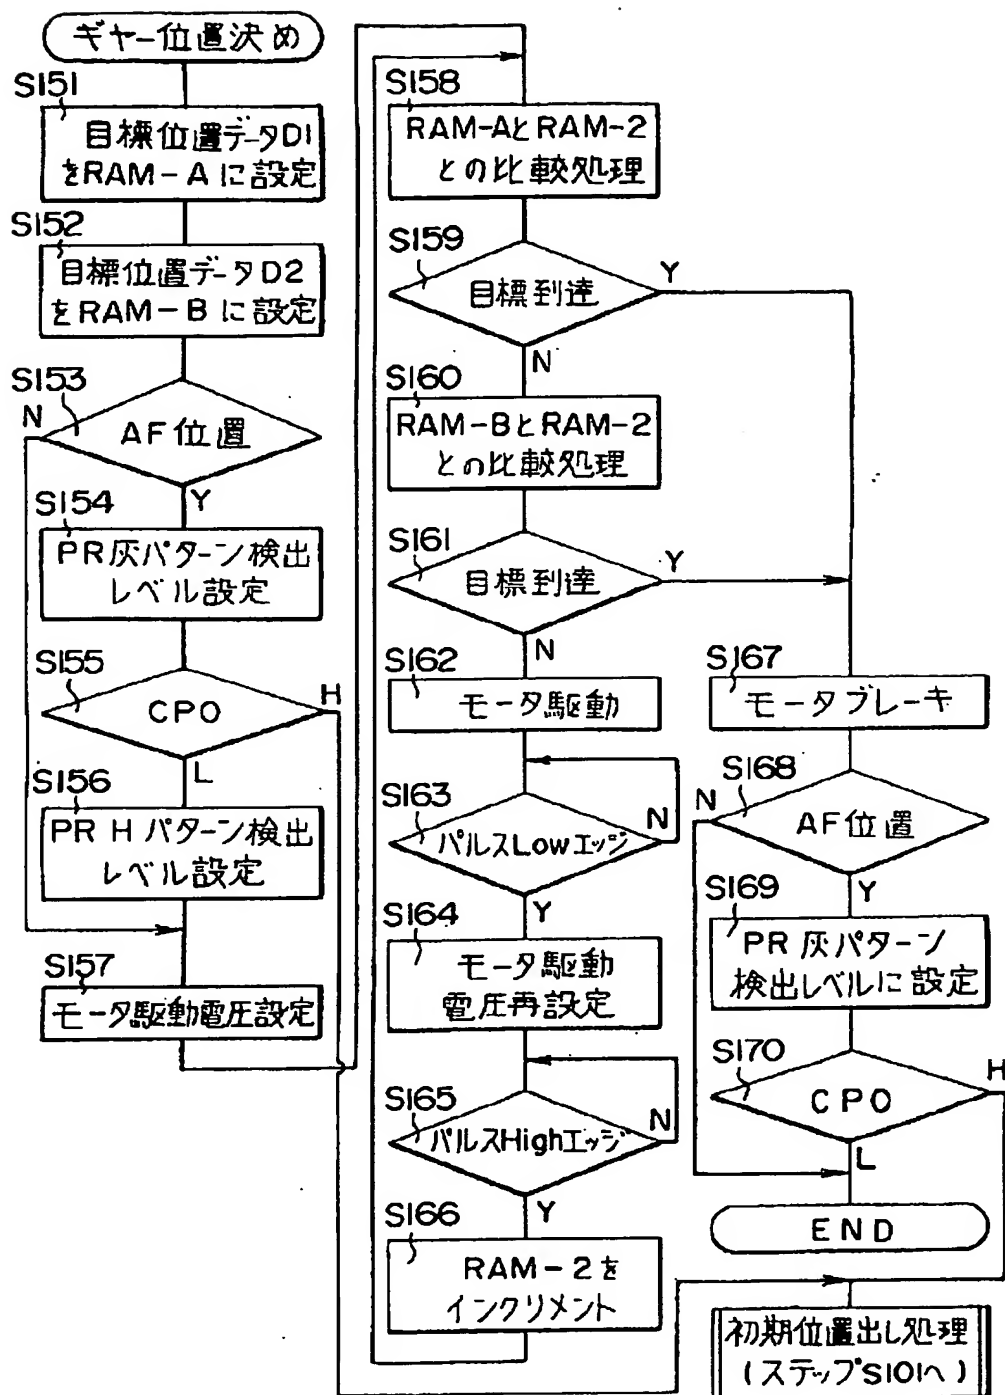 ギヤー位置決め
S151
目標位置データD1
をRAM-Aに設定
S152
目標位置データD2
をRAM-Bに設定
S153
N
AF位置
Y
S154
PR灰パターン検出
レベル設定
S155
CPO
H
L
S156
PR Hパターン検出
レベル設定
S157
モータ駆動電圧設定
S158
RAM-AとRAM-2
との比較処理
S159
目標到達
Y
N
S160
RAM-BとRAM-2
との比較処理
S161
目標到達
Y
N
S162
モータ駆動
S163
パルスLowエッジ
N
Y
S164
モータ駆動
電圧再設定
S165
パルスHighエッジ
N
Y
S166
RAM-2を
インクリメント
S167
モータブレーキ
S168
N
AF位置
Y
S169
PR灰パターン
検出レベルに設定
S170
CPO
H
L
END
初期位置出し処理
(ステップS101へ)